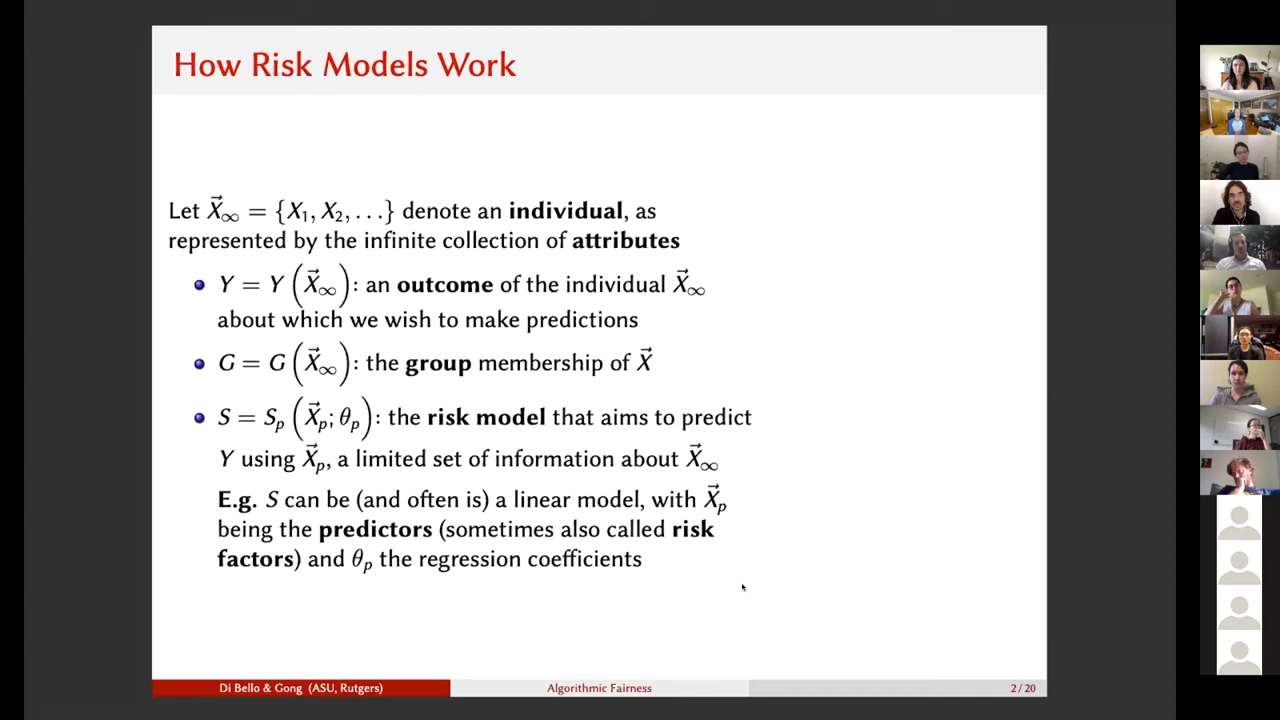 How Risk Models Work
Let X⃗∞ = {X₁, X₂, . . .} denote an individual, as
represented by the infinite collection of attributes
Y = Y (X⃗∞): an outcome of the individual X⃗∞
about which we wish to make predictions
G = G (X⃗∞): the group membership of X⃗
S = Sₚ (X⃗ₚ; θₚ): the risk model that aims to predict
Y using X⃗ₚ, a limited set of information about X⃗∞
E.g. S can be (and often is) a linear model, with X⃗ₚ
being the predictors (sometimes also called risk
factors) and θₚ the regression coefficients
Di Bello & Gong (ASU, Rutgers) Algorithmic Fairness 2 / 20